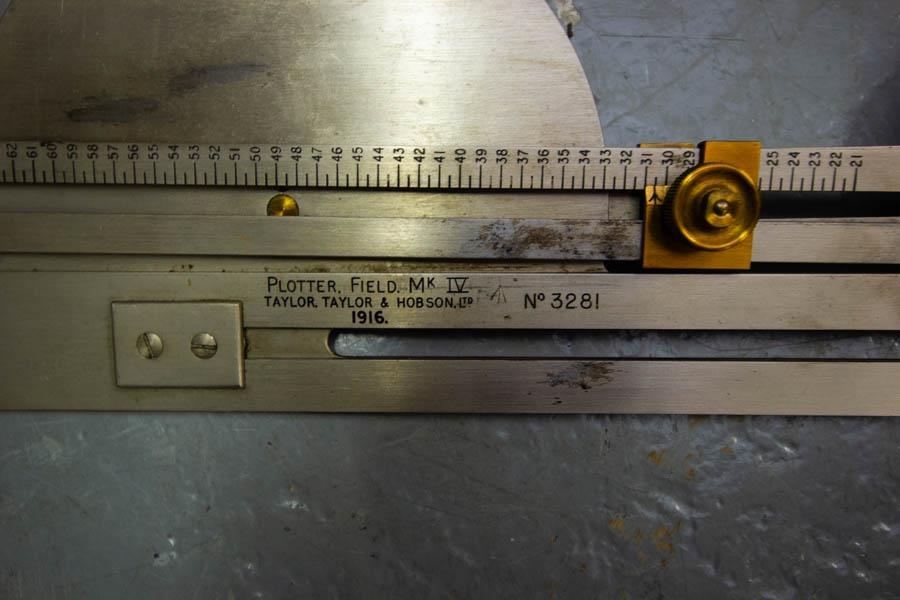 62 61 60 59 58 57 56 55 54 53 52 51 50 49 48 47 46 45 44 43 42 41 40 39 38 37 36 35 34 33 32 31 30 29 25 24 23 22 21
PLOTTER, FIELD, MK IV
TAYLOR, TAYLOR & HOBSON, LTD Nº 3281
1916.